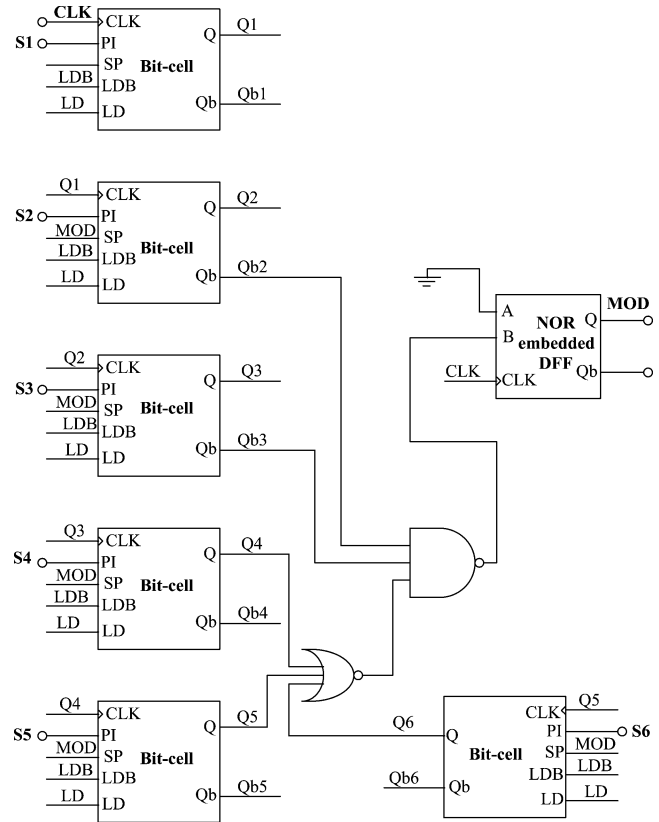 CLK
CLK
Q
Q1
S1
PI
SP
Bit-cell
LDB
LDB
LD
LD
Qb
Qb1
Q1
CLK
Q
Q2
S2
PI
MOD
SP
Bit-cell
LDB
LDB
LD
LD
Qb
Qb2
A
B
NOR
embedded
DFF
Q
MOD
Qb
CLK
CLK
Q2
CLK
Q
Q3
S3
PI
MOD
SP
Bit-cell
LDB
LDB
LD
LD
Qb
Qb3
Q3
CLK
Q
Q4
S4
PI
MOD
SP
Bit-cell
LDB
LDB
LD
LD
Qb
Qb4
Q4
CLK
Q
Q5
S5
PI
MOD
SP
Bit-cell
LDB
LDB
LD
LD
Qb
Qb5
Q6
Q
CLK
Q5
PI
S6
SP
MOD
Bit-cell
LDB
LDB
Qb6
Qb
LD
LD